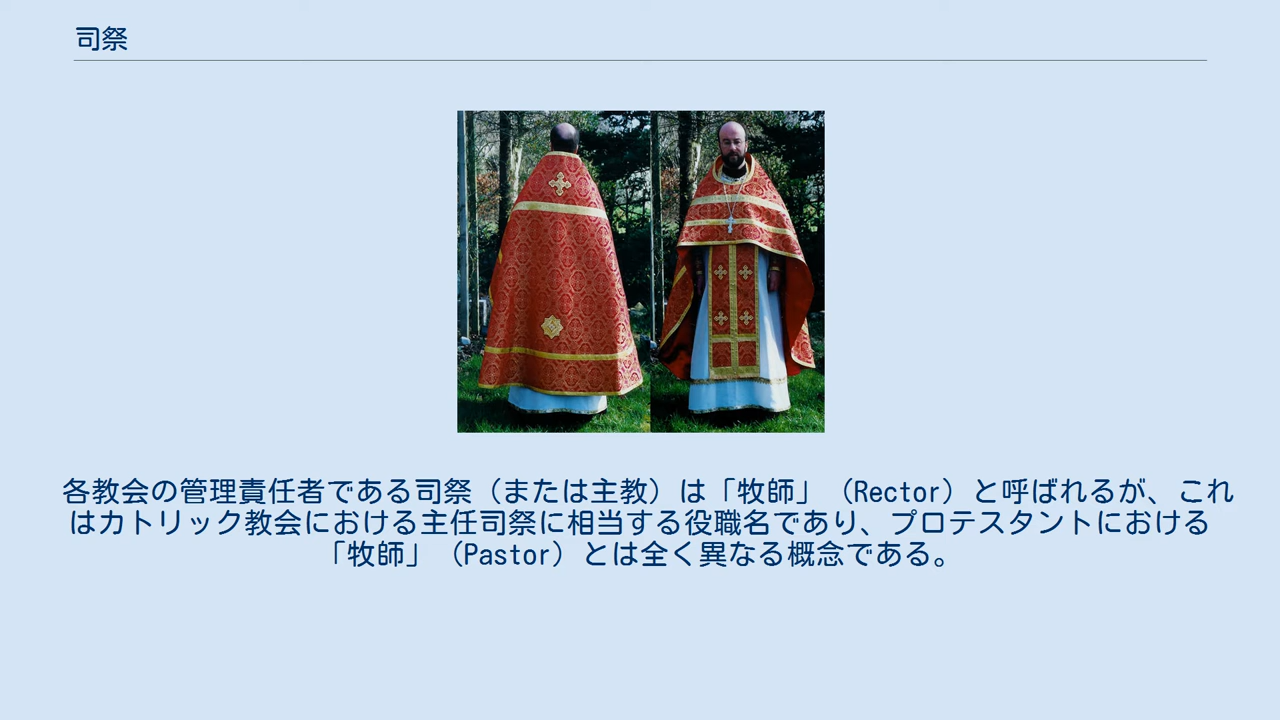 司祭
各教会の管理責任者である司祭（または主教）は「牧師」（Rector）と呼ばれるが、これ
はカトリック教会における主任司祭に相当する役職名であり、プロテスタントにおける
「牧師」（Pastor）とは全く異なる概念である。